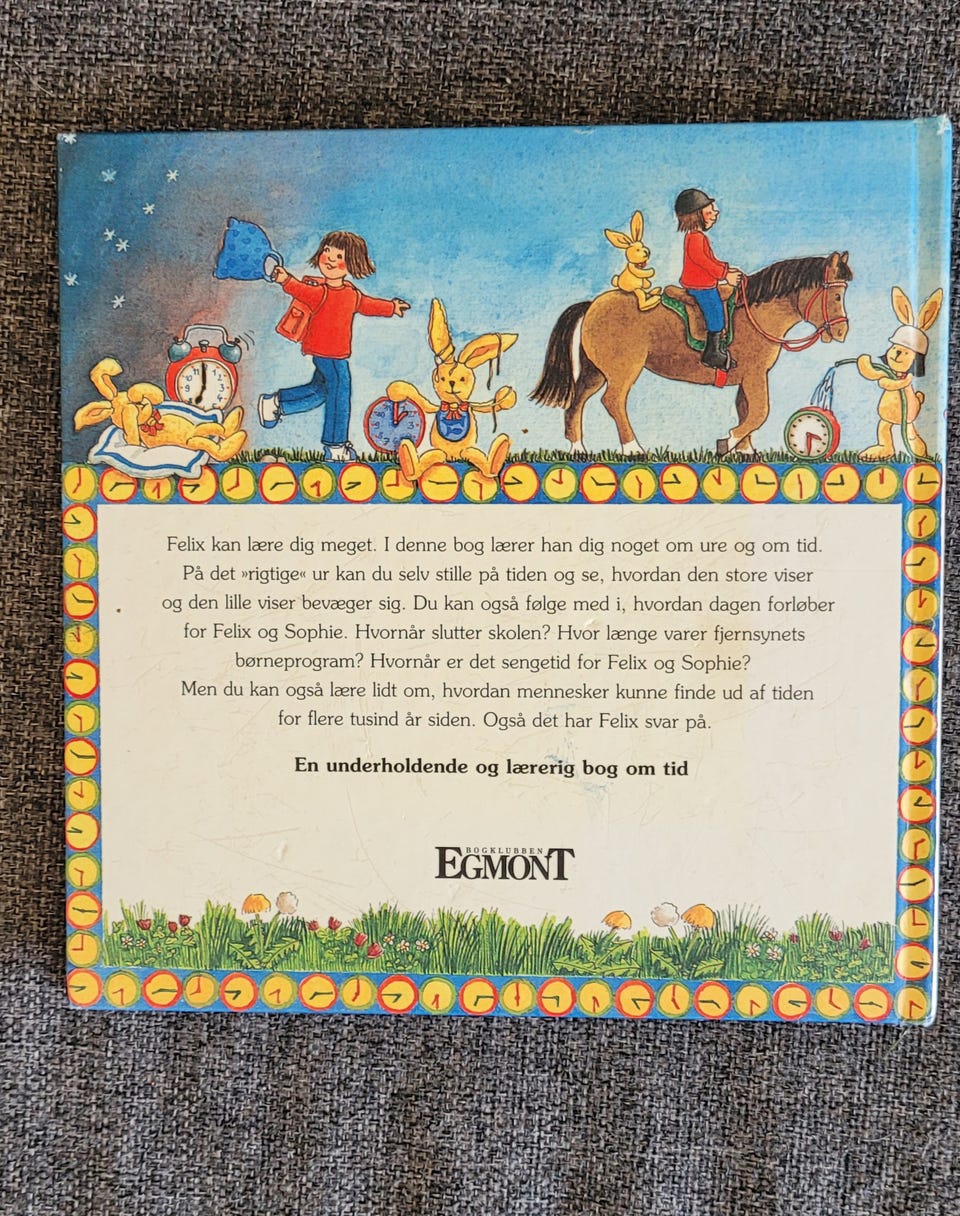 Felix kan lære dig meget. I denne bog lærer han dig noget om ure og om tid.
På det »rigtige« ur kan du selv stille på tiden og se, hvordan den store viser
og den lille viser bevæger sig. Du kan også følge med i, hvordan dagen forløber
for Felix og Sophie. Hvornår slutter skolen? Hvor længe varer fjernsynets
børneprogram? Hvornår er det sengetid for Felix og Sophie?
Men du kan også lære lidt om, hvordan mennesker kunne finde ud af tiden
for flere tusind år siden. Også det har Felix svar på.
En underholdende og lærerig bog om tid
BOGKLUBBEN
EGMONT